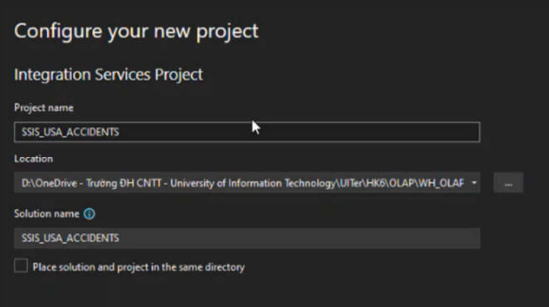 Configure your new project
Integration Services Project
Project name
SSIS_USA_ACCIDENTS
Location
D:\OneDrive - Trường ĐH CNTT - University of Information Technology\UITer\HK6\OLAP\WH_OLAP
...
Solution name
SSIS_USA_ACCIDENTS
Place solution and project in the same directory